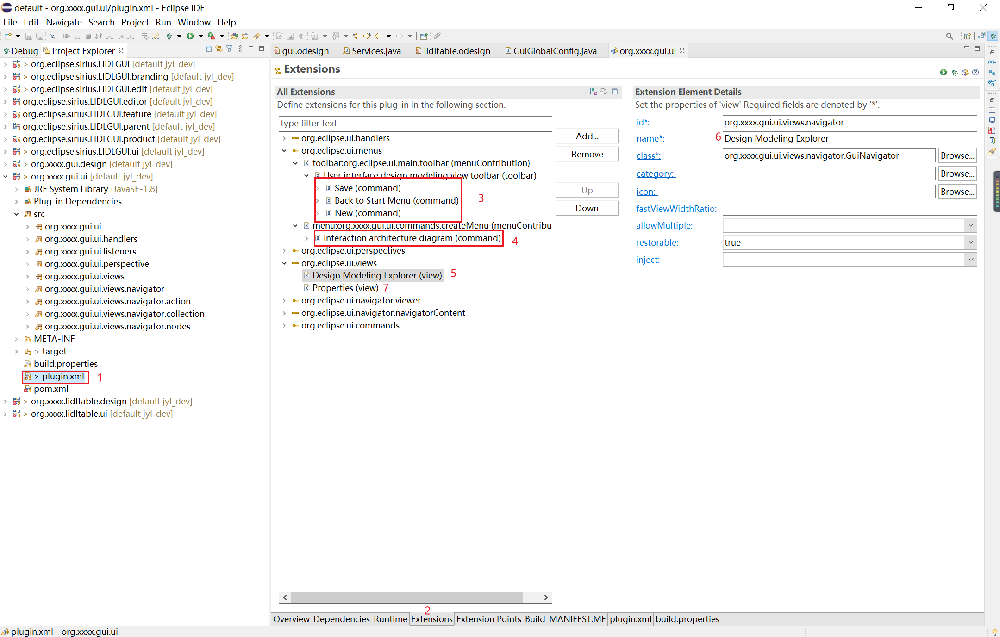 default - org.xxxx.gui.ui/plugin.xml - Eclipse IDE
File Edit Navigate Search Project Run Window Help
Debug Project Explorer
> org.eclipse.sirius.LIDLGUI [default jyl_dev]
> org.eclipse.sirius.LIDLGUI.branding [default jyl_dev]
> org.eclipse.sirius.LIDLGUI.edit [default jyl_dev]
> org.eclipse.sirius.LIDLGUI.editor [default jyl_dev]
> org.eclipse.sirius.LIDLGUI.feature [default jyl_dev]
> org.eclipse.sirius.LIDLGUI.parent [default jyl_dev]
> org.eclipse.sirius.LIDLGUI.product [default jyl_dev]
> org.eclipse.sirius.LIDLGUI.ui [default jyl_dev]
> org.xxxx.gui.design [default jyl_dev]
> org.xxxx.gui.ui [default jyl_dev]
JRE System Library [JavaSE-1.8]
Plug-in Dependencies
src
org.xxxx.gui.ui
org.xxxx.gui.ui.handlers
org.xxxx.gui.ui.listeners
org.xxxx.gui.ui.perspective
org.xxxx.gui.ui.views
org.xxxx.gui.ui.views.navigator
org.xxxx.gui.ui.views.navigator.action
org.xxxx.gui.ui.views.navigator.collection
org.xxxx.gui.ui.views.navigator.nodes
META-INF
> target
build.properties
> plugin.xml 1
pom.xml
> org.xxxx.lidltable.design [default jyl_dev]
> org.xxxx.lidltable.ui [default jyl_dev]
gui.odesign Services.java lidltable.odesign GuiGlobalConfig.java org.xxxx.gui.ui
Extensions
All Extensions
Define extensions for this plug-in in the following section.
type filter text
org.eclipse.ui.handlers
org.eclipse.ui.menus
toolbar:org.eclipse.ui.main.toolbar (menuContribution)
User interface design modeling view toolbar (toolbar)
Save (command)
Back to Start Menu (command) 3
New (command)
menu:org.xxxx.gui.ui.commands.createMenu (menuContribu
Interaction architecture diagram (command) 4
org.eclipse.ui.perspectives
org.eclipse.ui.views
Design Modeling Explorer (view) 5
Properties (view) 7
org.eclipse.ui.navigator.viewer
org.eclipse.ui.navigator.navigatorContent
org.eclipse.ui.commands
Add...
Remove
Up
Down
Extension Element Details
Set the properties of 'view' Required fields are denoted by '*'.
id*: org.xxxx.gui.ui.views.navigator
name*: 6 Design Modeling Explorer
class*: org.xxxx.gui.ui.views.navigator.GuiNavigator Browse...
category: Browse...
icon: Browse...
fastViewWidthRatio:
allowMultiple:
restorable: true
inject:
2
Overview Dependencies Runtime Extensions Extension Points Build MANIFEST.MF plugin.xml build.properties
plugin.xml - org.xxxx.gui.ui